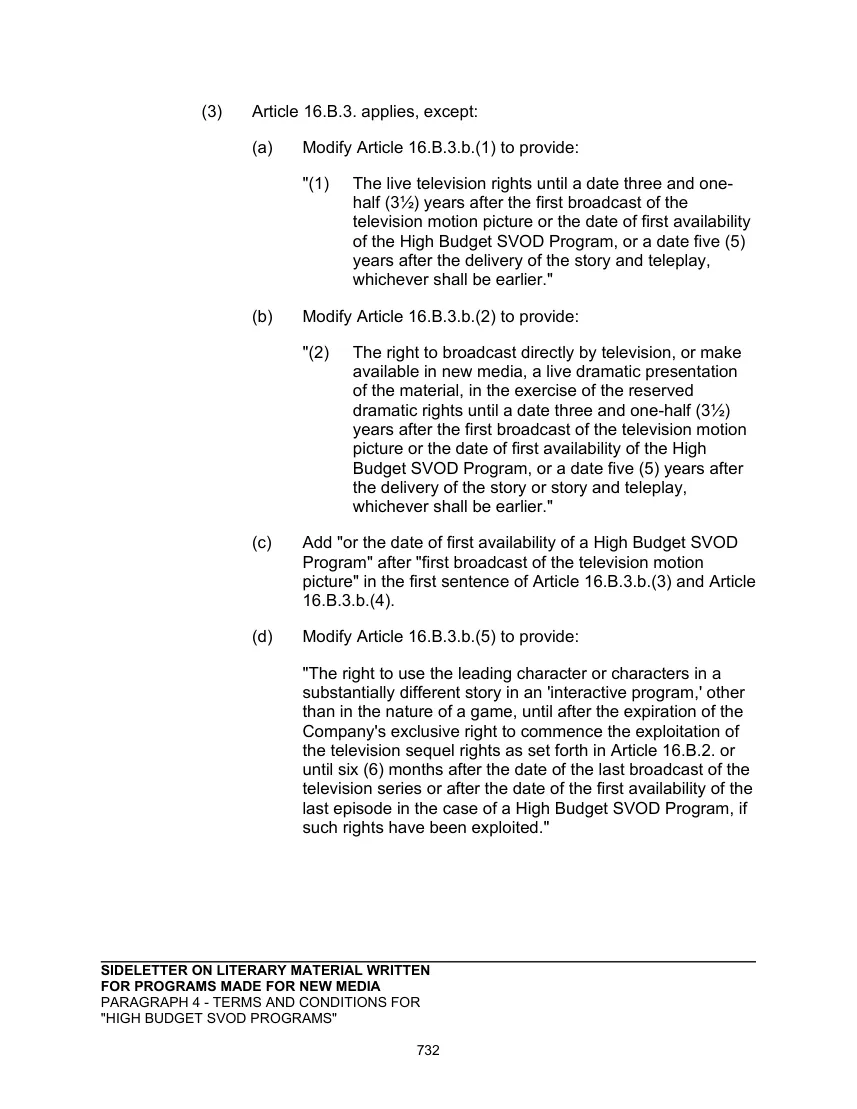 (3) Article 16.B.3. applies, except:
(a) Modify Article 16.B.3.b.(1) to provide:
"(1) The live television rights until a date three and one-
half (3½) years after the first broadcast of the
television motion picture or the date of first availability
of the High Budget SVOD Program, or a date five (5)
years after the delivery of the story and teleplay,
whichever shall be earlier."
(b) Modify Article 16.B.3.b.(2) to provide:
"(2) The right to broadcast directly by television, or make
available in new media, a live dramatic presentation
of the material, in the exercise of the reserved
dramatic rights until a date three and one-half (3½)
years after the first broadcast of the television motion
picture or the date of first availability of the High
Budget SVOD Program, or a date five (5) years after
the delivery of the story or story and teleplay,
whichever shall be earlier."
(c) Add "or the date of first availability of a High Budget SVOD
Program" after "first broadcast of the television motion
picture" in the first sentence of Article 16.B.3.b.(3) and Article
16.B.3.b.(4).
(d) Modify Article 16.B.3.b.(5) to provide:
"The right to use the leading character or characters in a
substantially different story in an 'interactive program,' other
than in the nature of a game, until after the expiration of the
Company's exclusive right to commence the exploitation of
the television sequel rights as set forth in Article 16.B.2. or
until six (6) months after the date of the last broadcast of the
television series or after the date of the first availability of the
last episode in the case of a High Budget SVOD Program, if
such rights have been exploited."
SIDELETTER ON LITERARY MATERIAL WRITTEN
FOR PROGRAMS MADE FOR NEW MEDIA
PARAGRAPH 4 - TERMS AND CONDITIONS FOR
"HIGH BUDGET SVOD PROGRAMS"
732